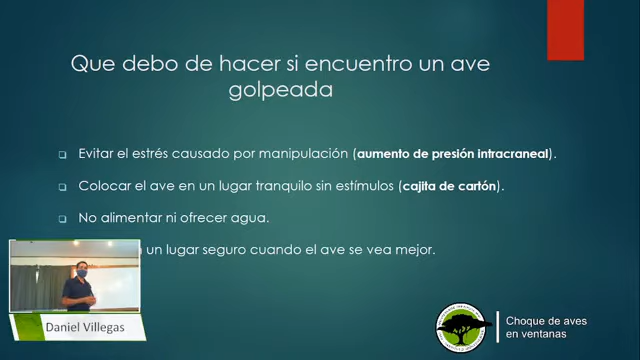 Que debo de hacer si encuentro un ave
golpeada
Evitar el estrés causado por manipulación (aumento de presión intracraneal).
Colocar el ave en un lugar tranquilo sin estímulos (cajita de cartón).
No alimentar ni ofrecer agua.
un lugar seguro cuando el ave se vea mejor.
Daniel Villegas
Choque de aves
en ventanas